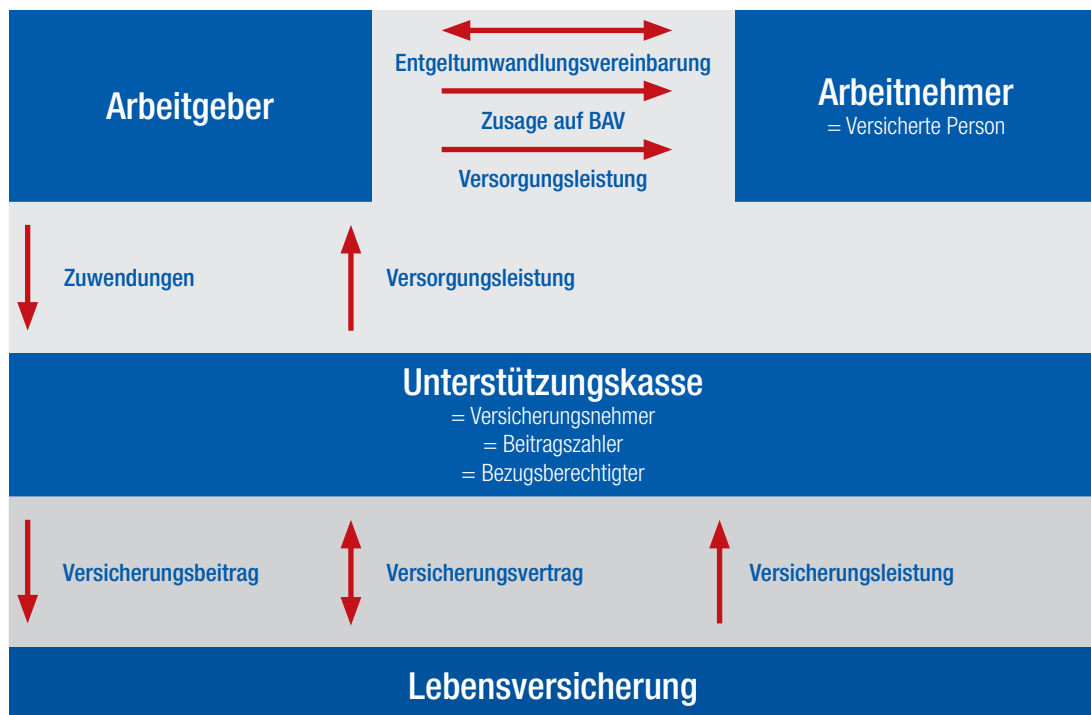 Arbeitgeber
Entgeltumwandlungsvereinbarung
Zusage auf BAV
Versorgungsleistung
Arbeitnehmer
= Versicherte Person
Zuwendungen
Versorgungsleistung
Unterstützungskasse
= Versicherungsnehmer
= Beitragszahler
= Bezugsberechtigter
Versicherungsbeitrag
Versicherungsvertrag
Versicherungsleistung
Lebensversicherung